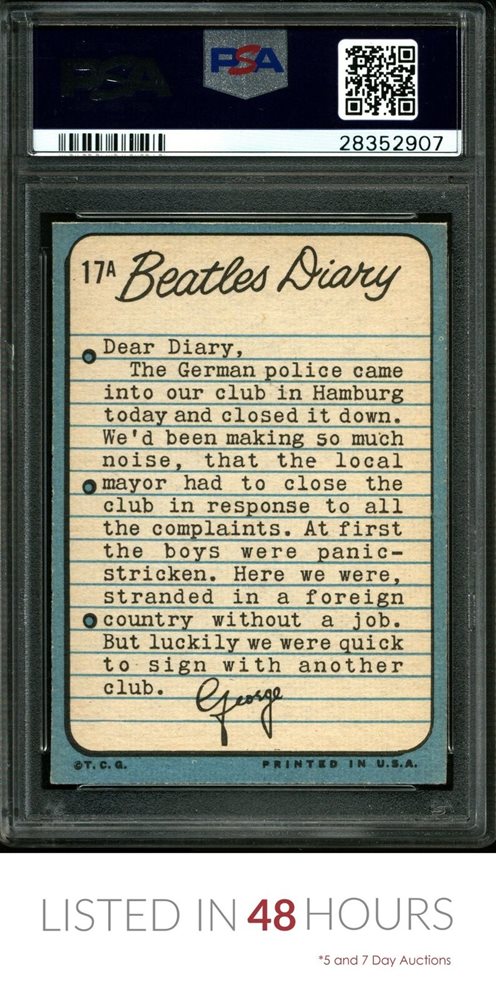 PSA
PSA
28352907
17A Beatles Diary
Dear Diary,
The German police came
into our club in Hamburg
today and closed it down.
We'd been making so much
noise, that the local
mayor had to close the
club in response to all
the complaints. At first
the boys were panic-
stricken. Here we were,
stranded in a foreign
country without a job.
But luckily we were quick
to sign with another
club. George
©T.C.G. PRINTED IN U.S.A.
LISTED IN 48 HOURS
*5 and 7 Day Auctions